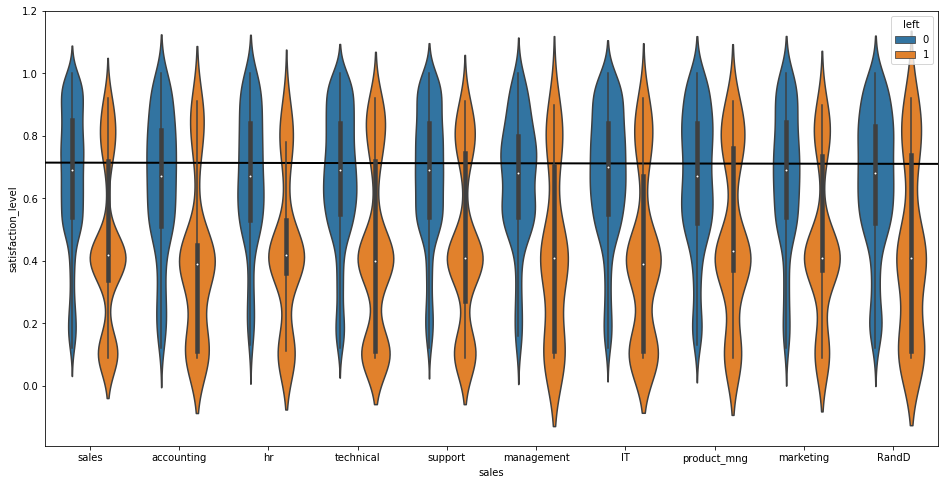 left
0
1
1.2
1.0
0.8
0.6
0.4
0.2
0.0
satisfaction_level
sales accounting hr technical support management IT product_mng marketing RandD
sales